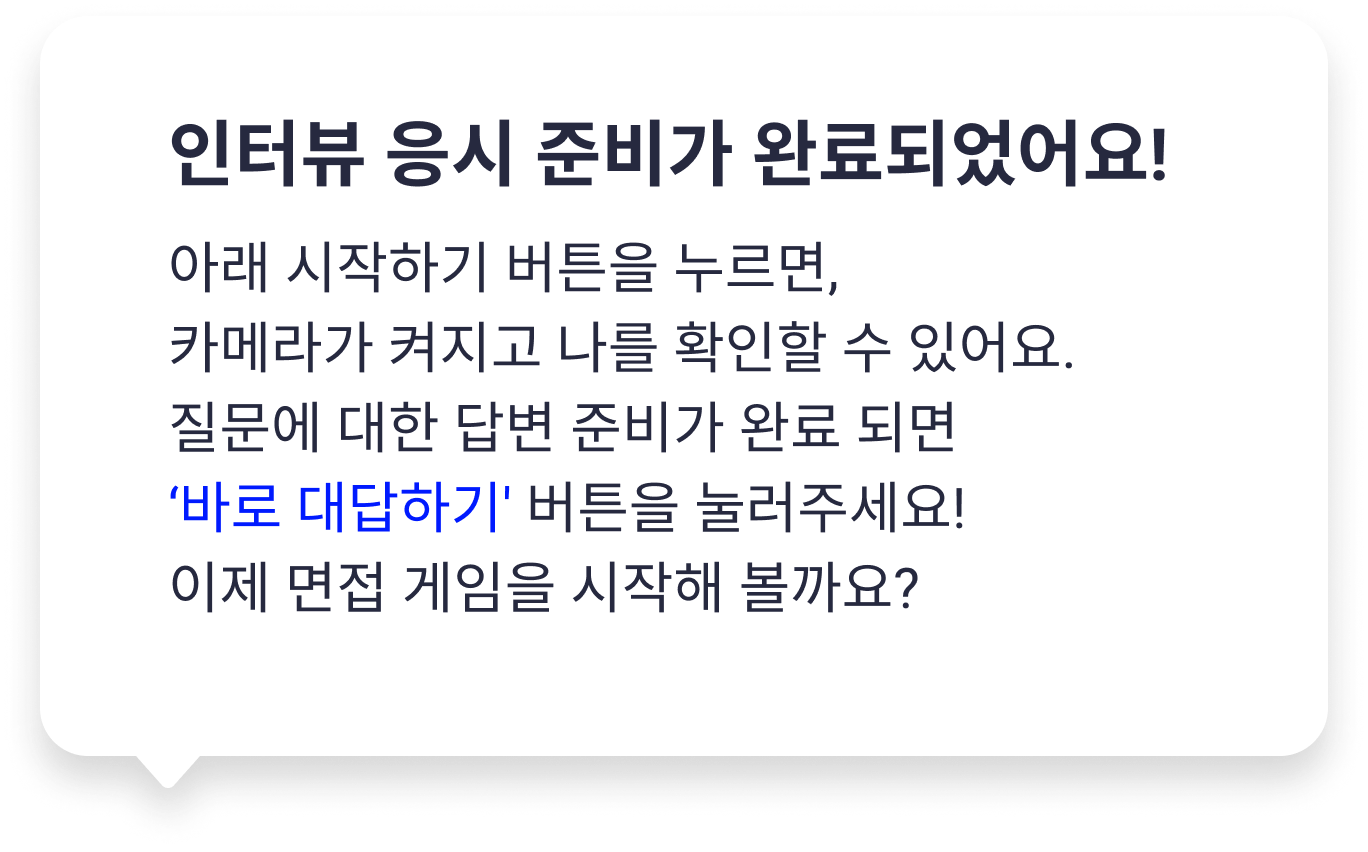 인터뷰 응시 준비가 완료되었어요!
아래 시작하기 버튼을 누르면,
카메라가 켜지고 나를 확인할 수 있어요.
질문에 대한 답변 준비가 완료 되면
‘바로 대답하기' 버튼을 눌러주세요!
이제 면접 게임을 시작해 볼까요?